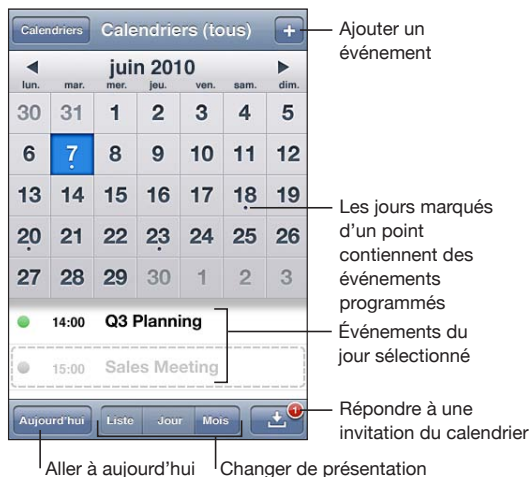 Calendriers Calendriers (tous) +
Ajouter un
événement
juin 2010
lun. mar. mer. jeu. ven. sam. dim.
30 31 1 2 3 4 5
6 7 8 9 10 11 12
13 14 15 16 17 18 19
Les jours marqués
d'un point
contiennent des
événements
programmés
20 21 22 23 24 25 26
27 28 29 30 1 2 3
14:00 Q3 Planning
15:00 Sales Meeting
Événements du
jour sélectionné
Aujourd'hui Liste Jour Mois 1
Répondre à une
invitation du calendrier
Aller à aujourd'hui
Changer de présentation